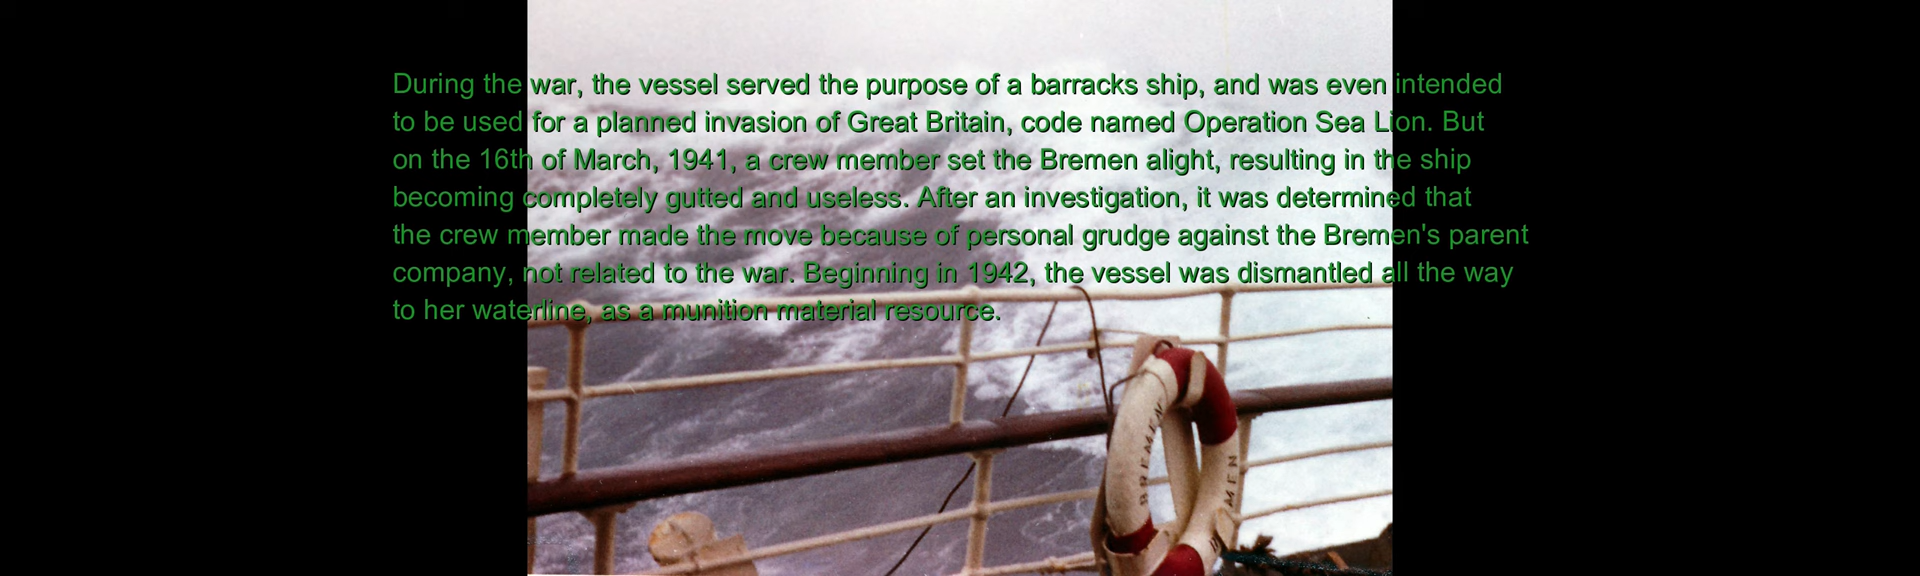 During the war, the vessel served the purpose of a barracks ship, and was even intended
to be used for a planned invasion of Great Britain, code named Operation Sea Lion. But
on the 16th of March, 1941, a crew member set the Bremen alight, resulting in the ship
becoming completely gutted and useless. After an investigation, it was determined that
the crew member made the move because of personal grudge against the Bremen's parent
company, not related to the war. Beginning in 1942, the vessel was dismantled all the way
to her waterline, as a munition material resource.
BREMEN
MEN